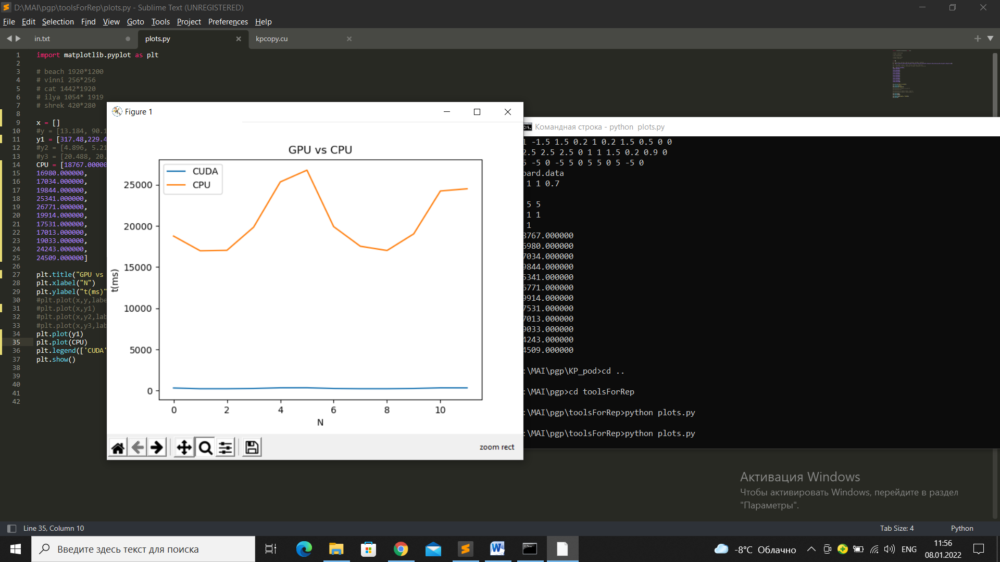 D:\MAI\pgp\toolsForRep\plots.py - Sublime Text (UNREGISTERED)
File Edit Selection Find View Goto Tools Project Preferences Help
in.txt
plots.py
kpcopy.cu
1 import matplotlib.pyplot as plt
2
3 # beach 1920*1200
4 # vinni 256*256
5 # cat 1442*1920
6 # ilya 1054* 1919
7 # shrek 420*280
8
9 x = []
10 #y = [13.184, 90.1
11 y1 = [317.48,229.4
12 #y2 = [4.896, 5.21
13 #y3 = [20.488, 20.
14 CPU = [18767.00000
15 16980.000000,
16 17034.000000,
17 19844.000000,
18 25341.000000,
19 26771.000000,
20 19914.000000,
21 17531.000000,
22 17013.000000,
23 19033.000000,
24 24243.000000,
25 24509.000000]
26
27 plt.title("GPU vs
28 plt.xlabel("N")
29 plt.ylabel("t(ms)"
30 #plt.plot(x,y,labe
31 #plt.plot(x,y1)
32 #plt.plot(x,y2,lab
33 #plt.plot(x,y3,lab
34 plt.plot(y1)
35 plt.plot(CPU)
36 plt.legend(['CUDA'
37 plt.show()
38
39
40
41
42
Figure 1
GPU vs CPU
CUDA
CPU
25000
20000
15000
10000
5000
0
t(ms)
0 2 4 6 8 10
N
zoom rect
Командная строка - python plots.py
-1.5 1.5 0.2 1 0.2 1.5 0.5 0 0
2.5 2.5 2.5 0 1 1 1.5 0.2 0.9 0
5 -5 0 -5 5 0 5 5 0 5 -5 0
oard.data
1 1 0.7
5 5
1 1
1
8767.000000
6980.000000
7034.000000
9844.000000
5341.000000
6771.000000
9914.000000
7531.000000
7013.000000
9033.000000
4243.000000
4509.000000
:\MAI\pgp\KP_pod>cd ..
:\MAI\pgp>cd toolsForRep
:\MAI\pgp\toolsForRep>python plots.py
:\MAI\pgp\toolsForRep>python plots.py
Активация Windows
Чтобы активировать Windows, перейдите в раздел
"Параметры".
Line 35, Column 10
Tab Size: 4
Python
Введите здесь текст для поиска
-8°C Облачно
ENG
11:56
08.01.2022